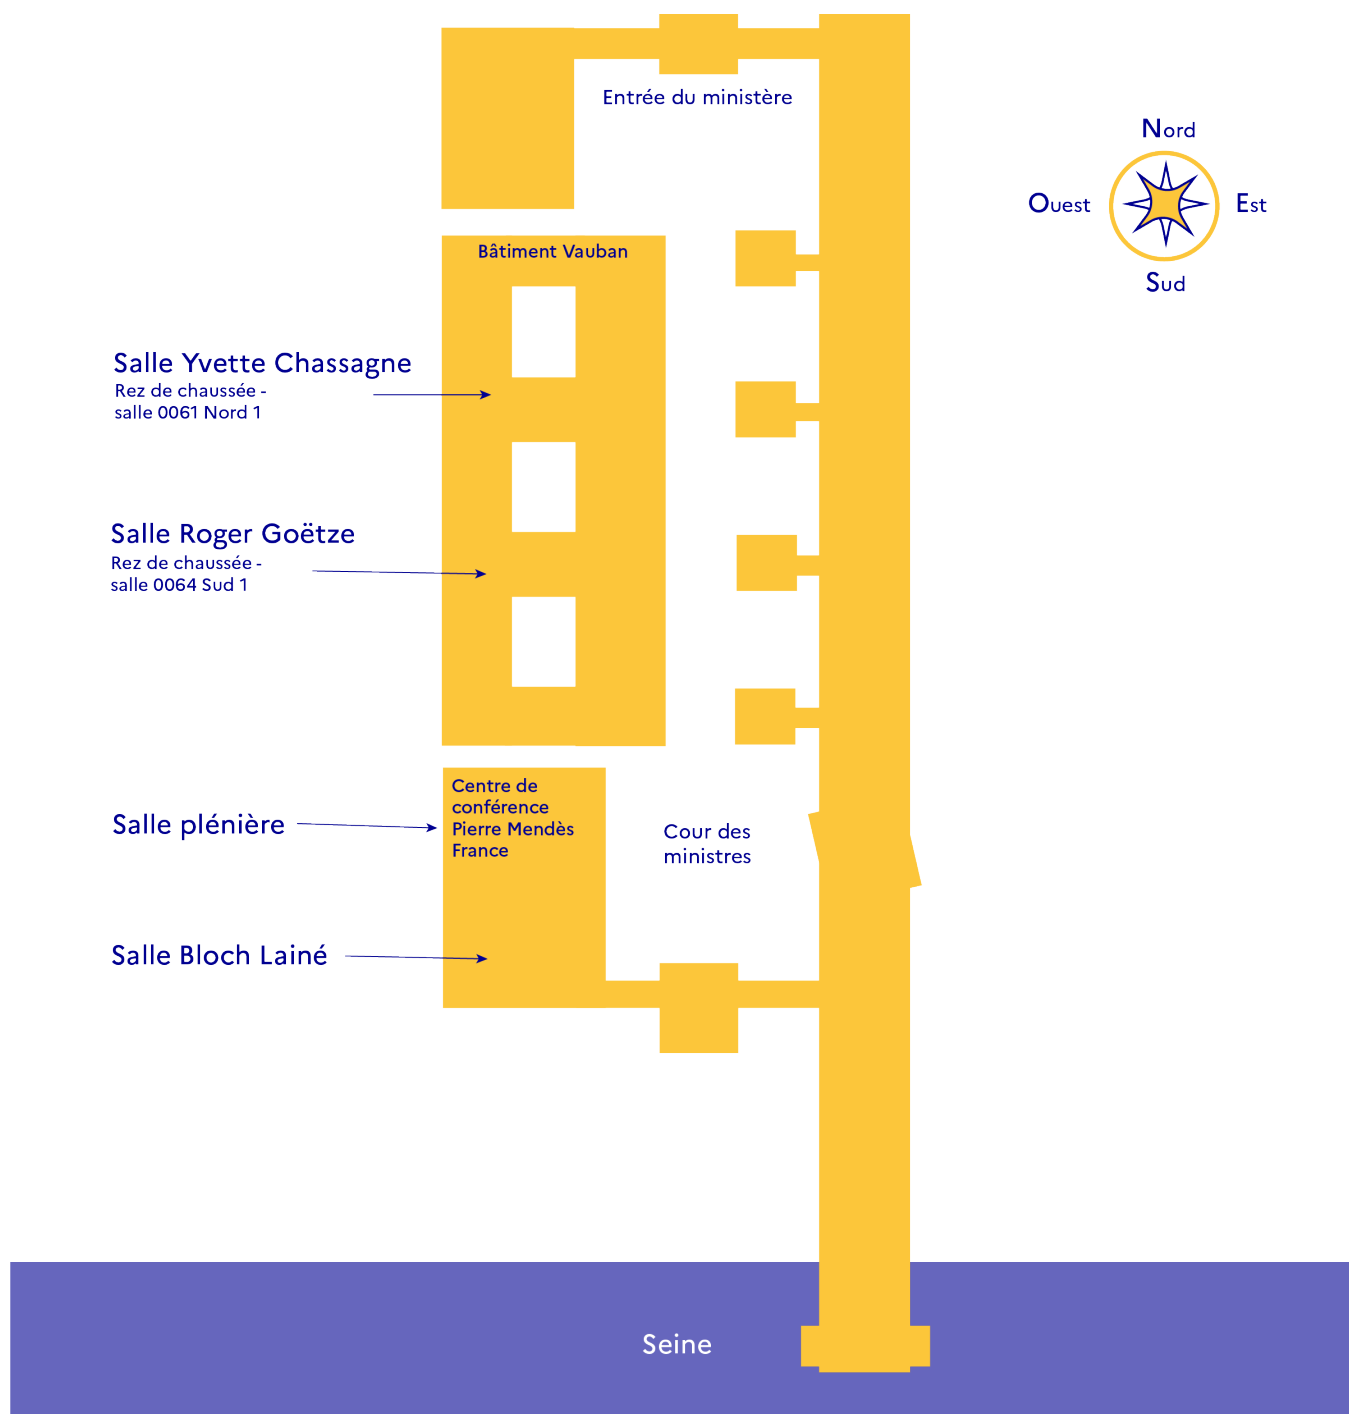 Entrée du ministère
Nord
Ouest
Est
Sud
Bâtiment Vauban
Salle Yvette Chassagne
Rez de chaussée -
salle 0061 Nord 1
Salle Roger Goëtze
Rez de chaussée -
salle 0064 Sud 1
Centre de
conférence
Pierre Mendès
France
Salle plénière
Cour des
ministres
Salle Bloch Lainé
Seine